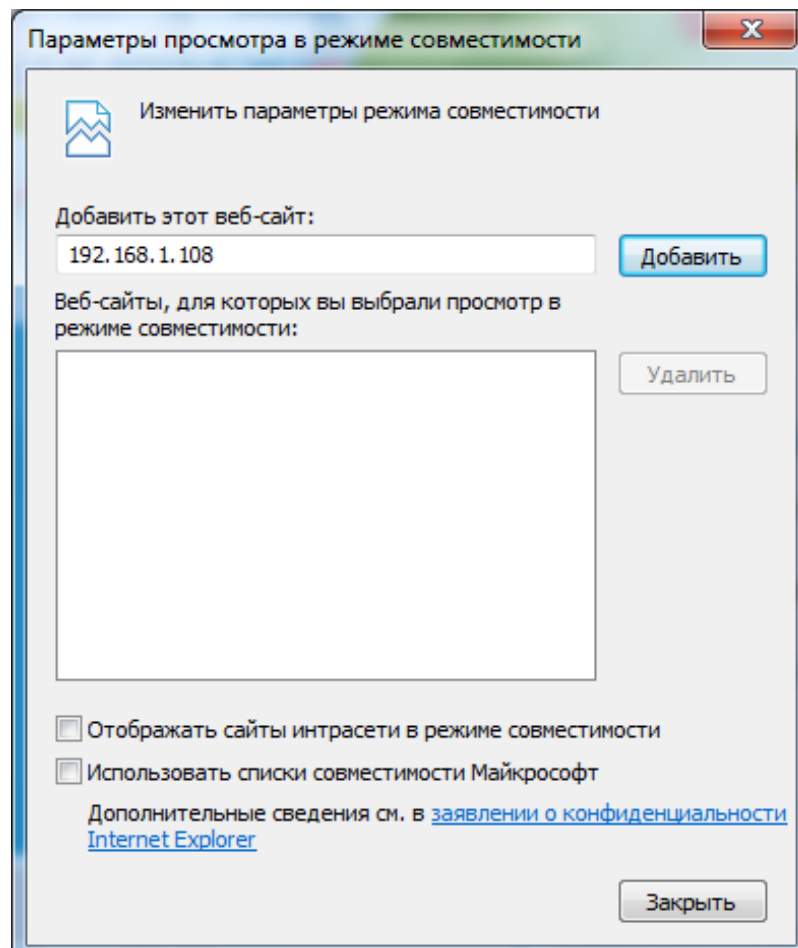 Параметры просмотра в режиме совместимости
Изменить параметры режима совместимости
Добавить этот веб-сайт:
192.168.1.108
Добавить
Веб-сайты, для которых вы выбрали просмотр в
режиме совместимости:
Удалить
Отображать сайты интрасети в режиме совместимости
Использовать списки совместимости Майкрософт
Дополнительные сведения см. в заявлении о конфиденциальности
Internet Explorer
Закрыть